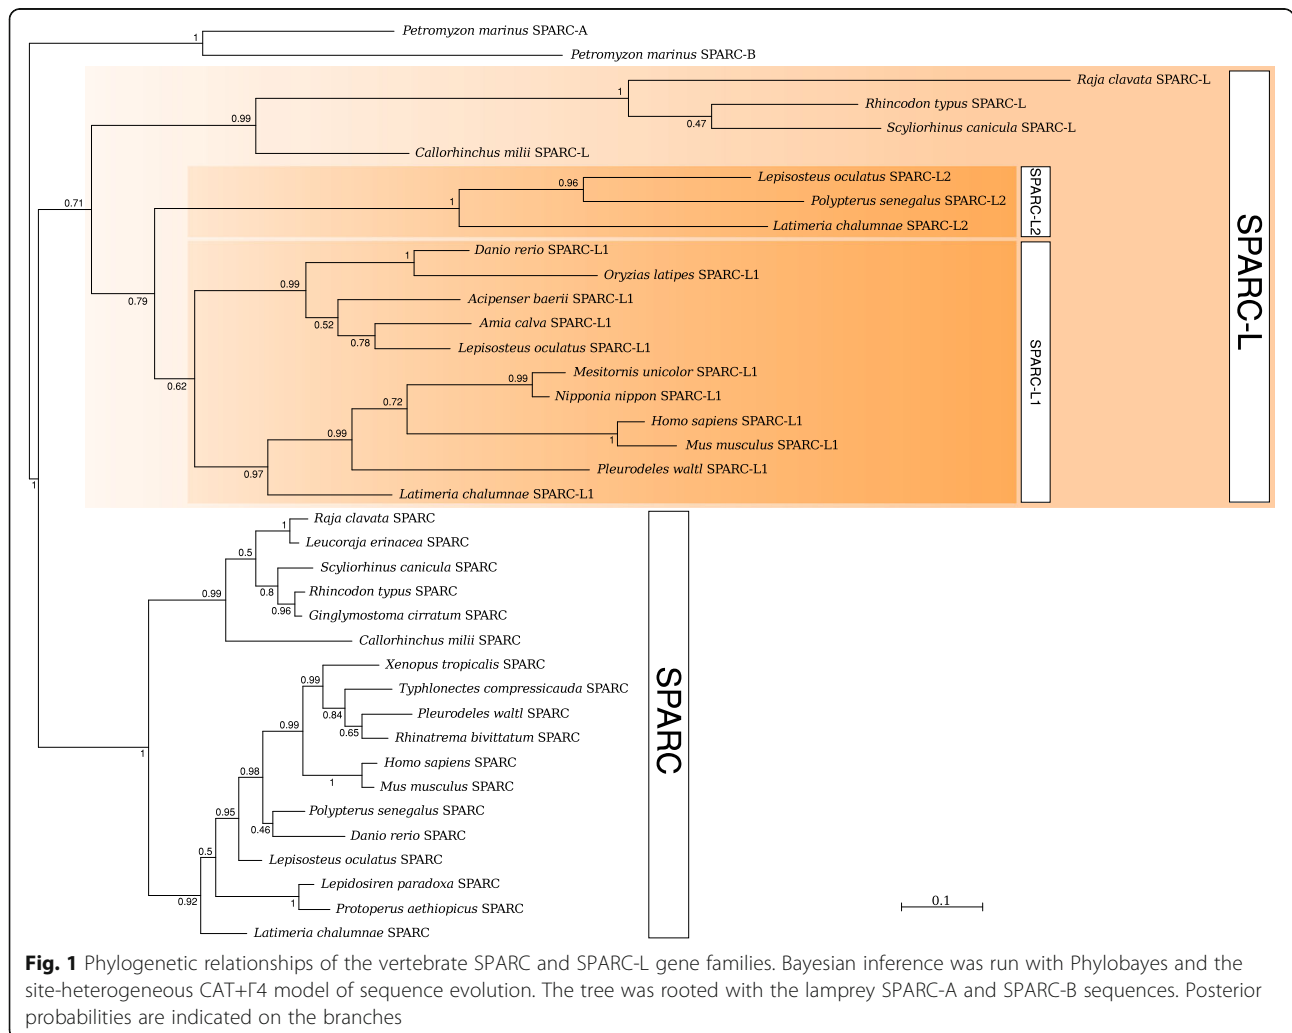 1
Petromyzon marinus SPARC-A
Petromyzon marinus SPARC-B
Raja clavata SPARC-L
1
Rhincodon typus SPARC-L
0.99
0.47
Scyliorhinus canicula SPARC-L
Callorhinchus milii SPARC-L
Lepisosteus oculatus SPARC-L2
0.96
Polypterus senegalus SPARC-L2
1
0.71
Latimeria chalumnae SPARC-L2
SPARC-L2
Danio rerio SPARC-L1
1
Oryzias latipes SPARC-L1
0.99
0.79
Acipenser baerii SPARC-L1
0.52
Amia calva SPARC-L1
0.78
Lepisosteus oculatus SPARC-L1
0.62
Mesitornis unicolor SPARC-L1
0.99
Nipponia nippon SPARC-L1
0.72
Homo sapiens SPARC-L1
0.99
1
Mus musculus SPARC-L1
Pleurodeles waltl SPARC-L1
0.97
Latimeria chalumnae SPARC-L1
SPARC-L1
SPARC-L
1
Raja clavata SPARC
1
Leucoraja erinacea SPARC
0.5
Scyliorhinus canicula SPARC
0.8
Rhincodon typus SPARC
0.99
0.96
Ginglymostoma cirratum SPARC
Callorhinchus milii SPARC
Xenopus tropicalis SPARC
0.99
Typhlonectes compressicauda SPARC
0.84
Pleurodeles waltl SPARC
0.99
0.65
Rhinatrema bivittatum SPARC
1
Homo sapiens SPARC
0.98
1
Mus musculus SPARC
Polypterus senegalus SPARC
0.95
0.46
Danio rerio SPARC
0.5
Lepisosteus oculatus SPARC
Lepidosiren paradoxa SPARC
0.92
1
Protoperus aethiopicus SPARC
Latimeria chalumnae SPARC
SPARC
0.1
Fig. 1 Phylogenetic relationships of the vertebrate SPARC and SPARC-L gene families. Bayesian inference was run with Phylobayes and the
site-heterogeneous CAT+Γ4 model of sequence evolution. The tree was rooted with the lamprey SPARC-A and SPARC-B sequences. Posterior
probabilities are indicated on the branches